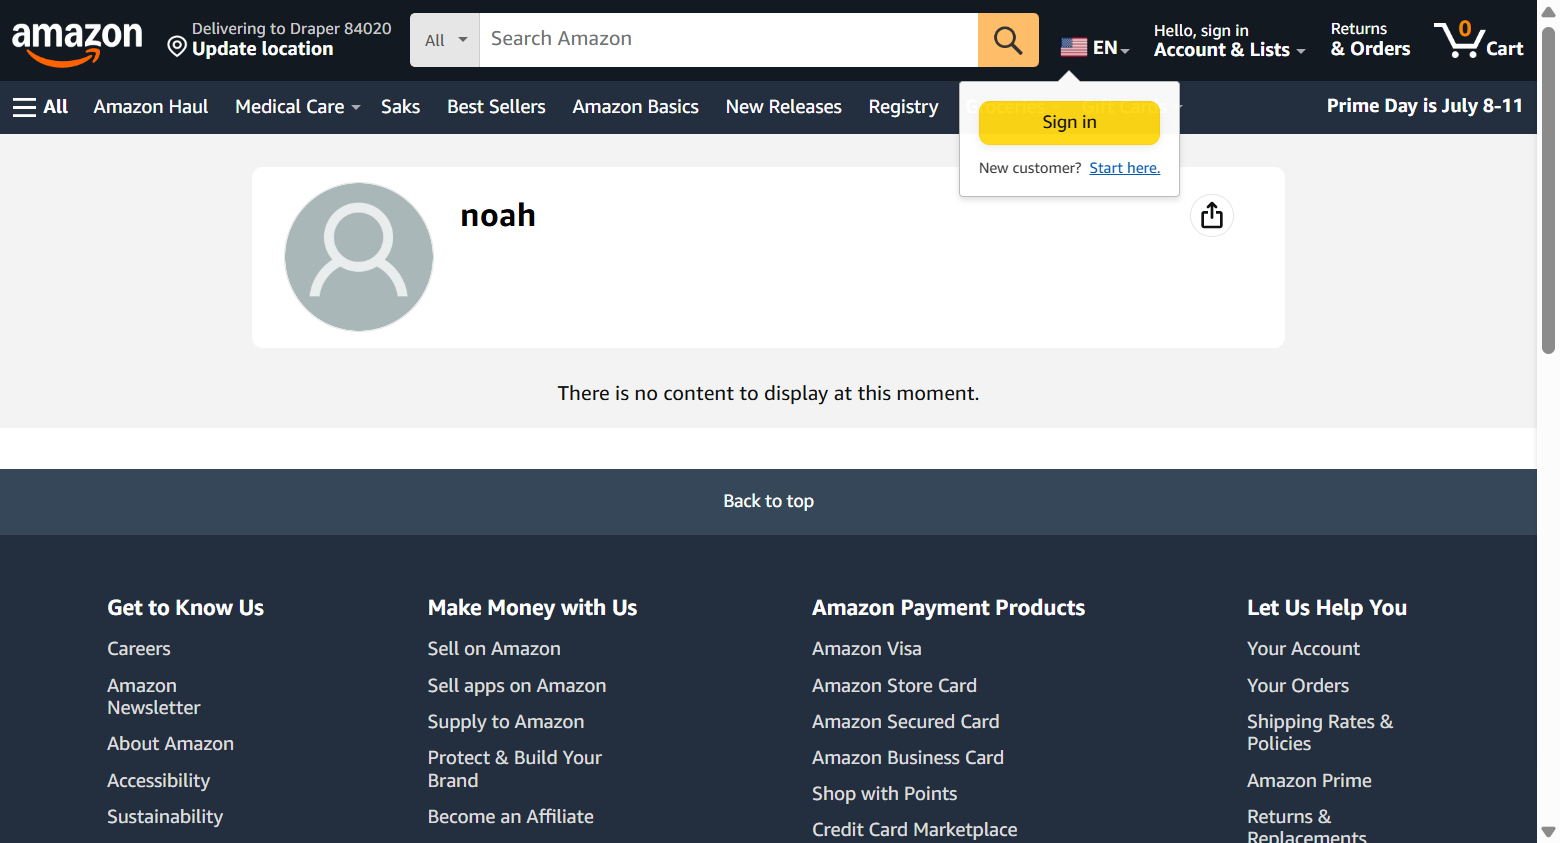 amazon
Delivering to Draper 84020
Update location
All
Search Amazon
EN
Hello, sign in
Account & Lists
Returns
& Orders
0
Cart
All
Amazon Haul
Medical Care
Saks
Best Sellers
Amazon Basics
New Releases
Registry
Groceries
Gift Cards
Prime Day is July 8-11
Sign in
New customer? Start here.
noah
There is no content to display at this moment.
Back to top
Get to Know Us
Careers
Amazon
Newsletter
About Amazon
Accessibility
Sustainability
Make Money with Us
Sell on Amazon
Sell apps on Amazon
Supply to Amazon
Protect & Build Your
Brand
Become an Affiliate
Amazon Payment Products
Amazon Visa
Amazon Store Card
Amazon Secured Card
Amazon Business Card
Shop with Points
Credit Card Marketplace
Let Us Help You
Your Account
Your Orders
Shipping Rates &
Policies
Amazon Prime
Returns &
Replacements